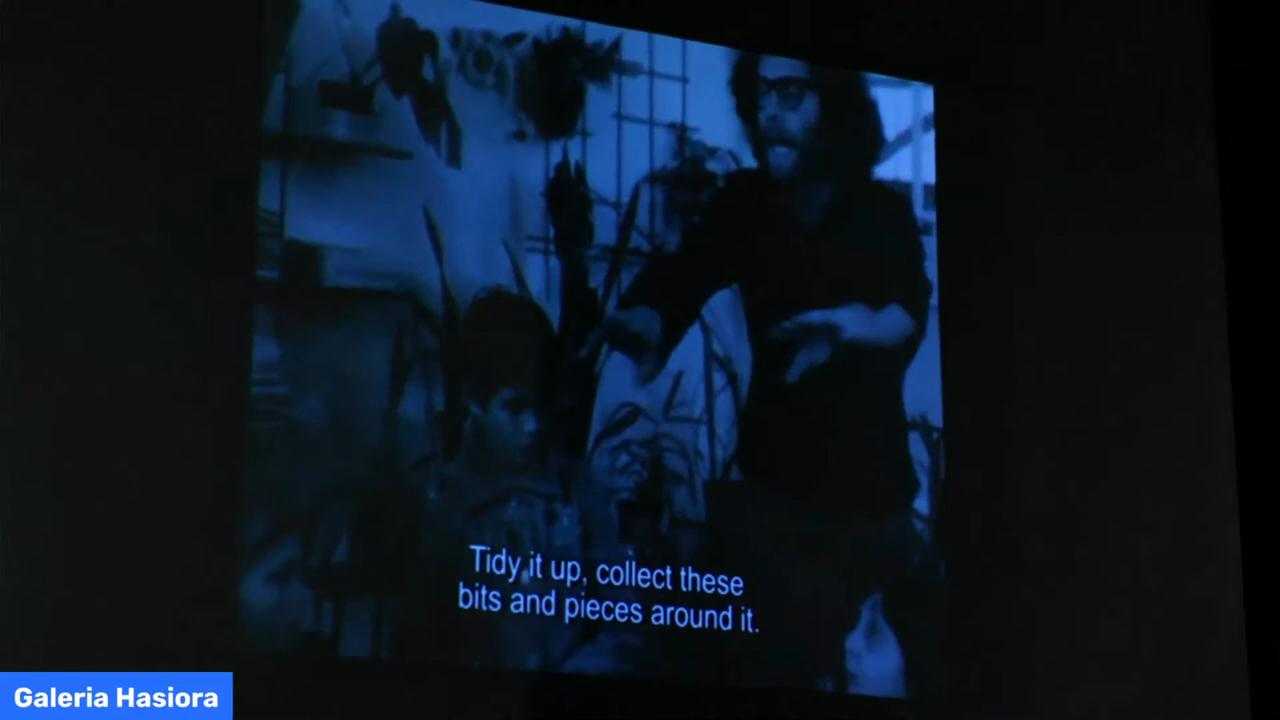 Tidy it up, collect these
bits and pieces around it.
Galeria Hasiora